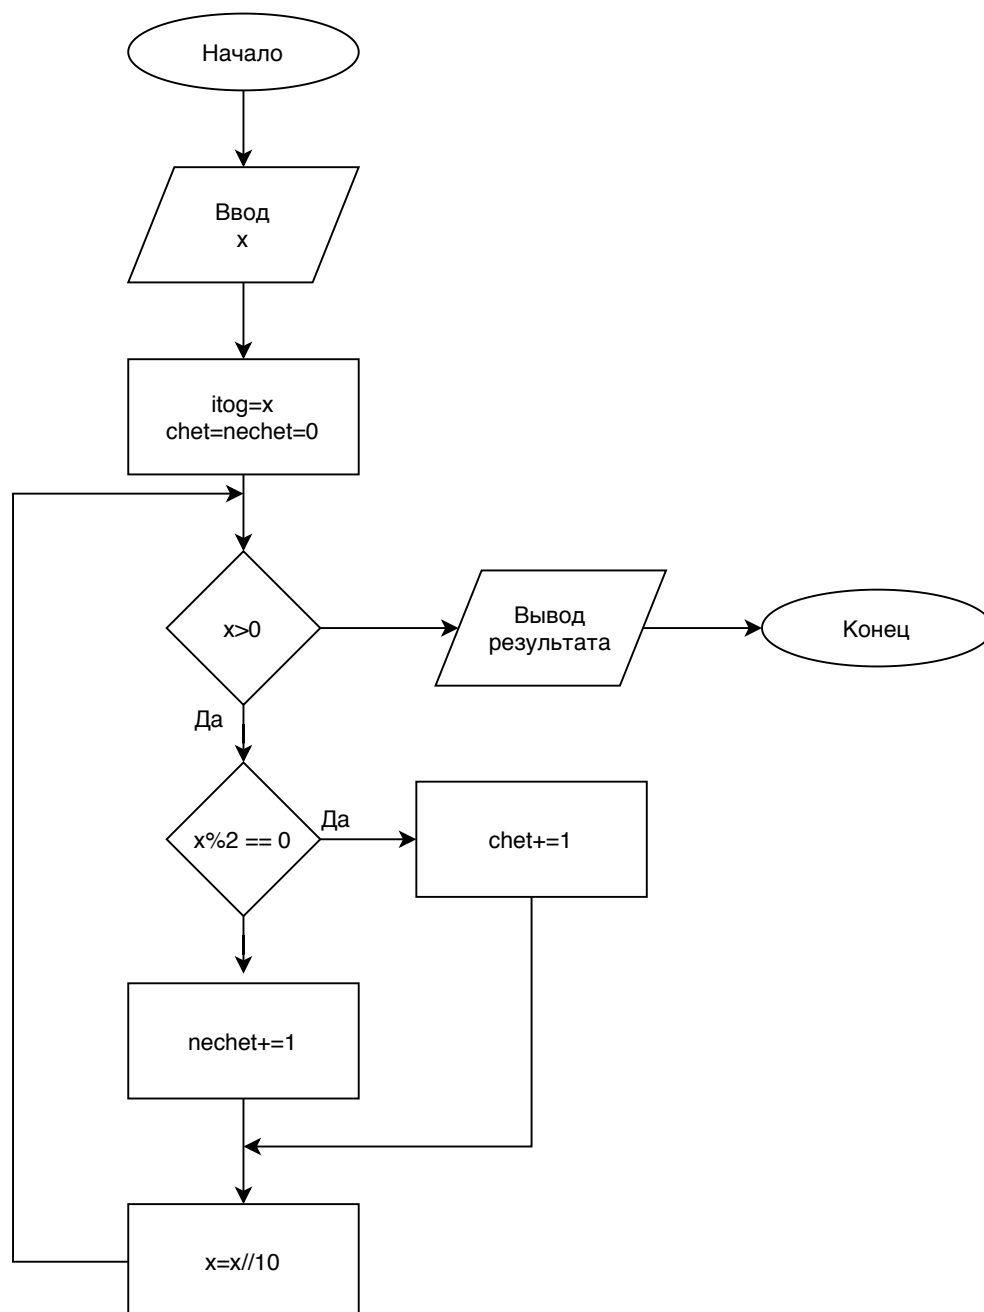 Начало
Ввод
x
itog=x
chet=nechet=0
x>0
Вывод
результата
Конец
Да
x%2 == 0
Да
chet+=1
nechet+=1
x=x//10